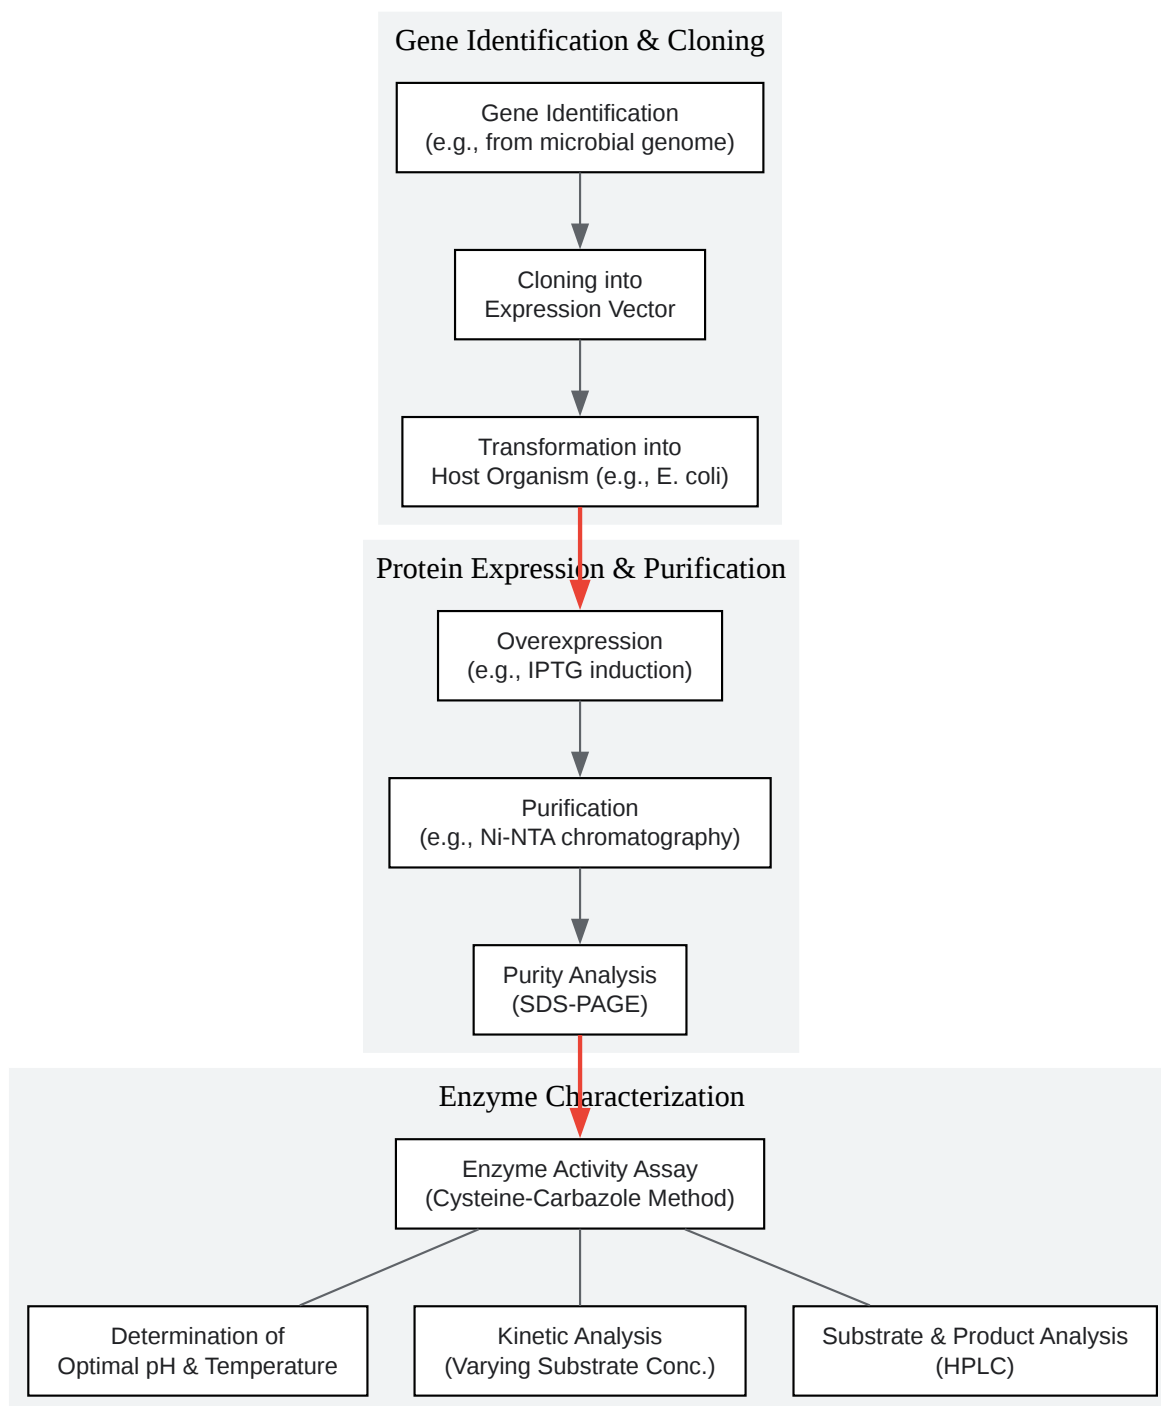 Gene Identification & Cloning
Gene Identification
(e.g., from microbial genome)
Cloning into
Expression Vector
Transformation into
Host Organism (e.g., E. coli)
Protein Expression & Purification
Overexpression
(e.g., IPTG induction)
Purification
(e.g., Ni-NTA chromatography)
Purity Analysis
(SDS-PAGE)
Enzyme Characterization
Enzyme Activity Assay
(Cysteine-Carbazole Method)
Determination of
Optimal pH & Temperature
Kinetic Analysis
(Varying Substrate Conc.)
Substrate & Product Analysis
(HPLC)